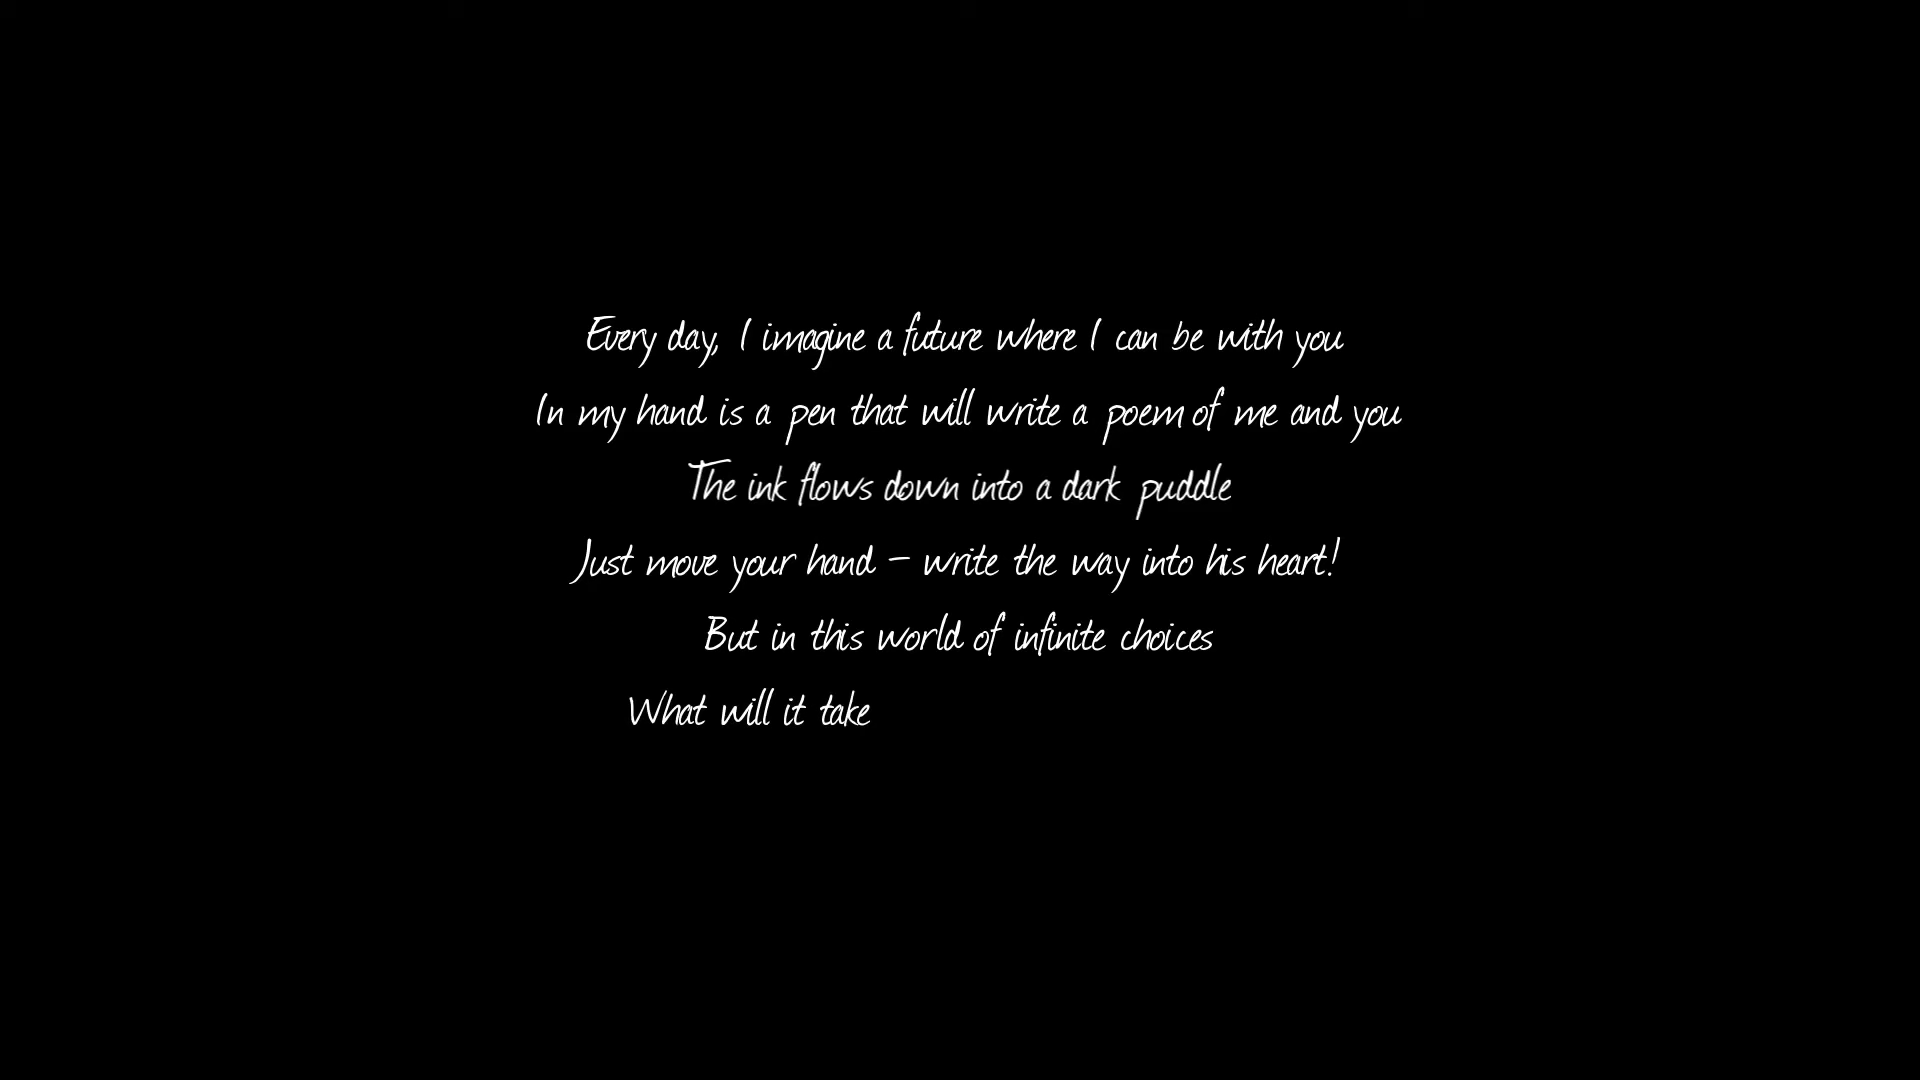 Every day, I imagine a future where I can be with you
In my hand is a pen that will write a poem of me and you
The ink flows down into a dark puddle
Just move your hand – write the way into his heart!
But in this world of infinite choices
What will it take